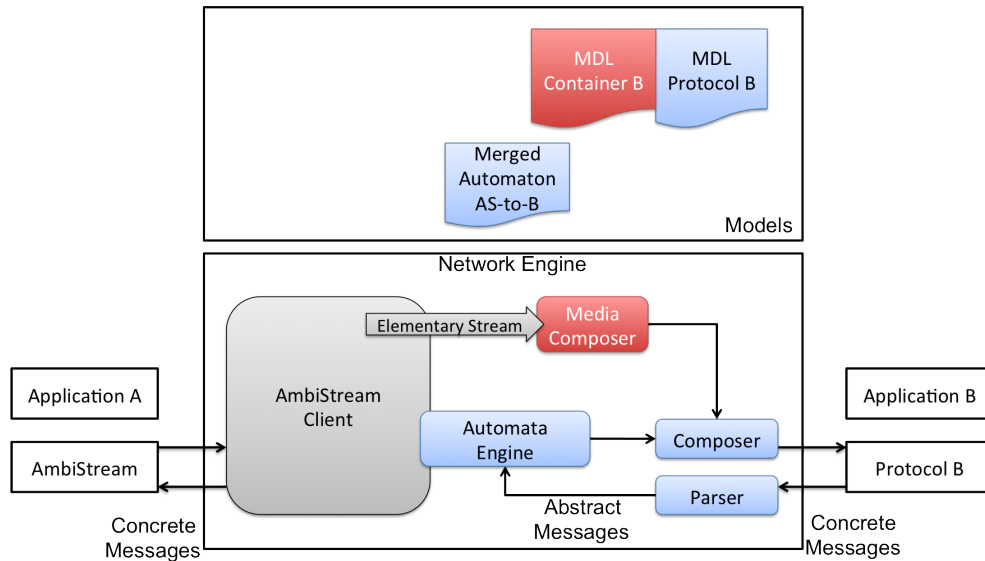 MDL
Container B
MDL
Protocol B
Merged
Automaton
AS-to-B
Models
Network Engine
Elementary Stream
Media
Composer
Application A
AmbiStream
Client
Application B
AmbiStream
Automata
Engine
Composer
Protocol B
Parser
Abstract
Messages
Concrete
Messages
Concrete
Messages